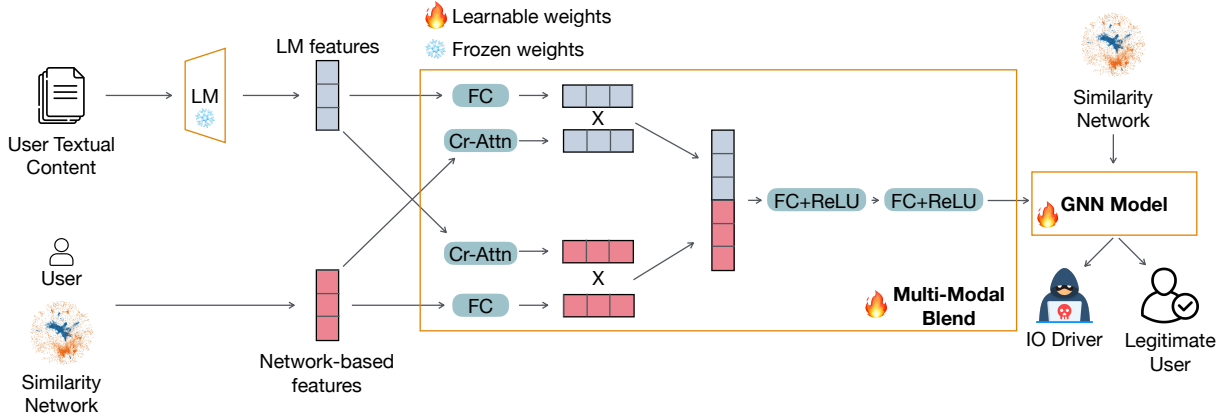 Learnable weights
Frozen weights
LM features
LM
User Textual
Content
FC
X
Cr-Attn
FC+ReLU
FC+ReLU
Cr-Attn
X
FC
Multi-Modal
Blend
User
Similarity
Network
Network-based
features
Similarity
Network
GNN Model
IO Driver
Legitimate
User